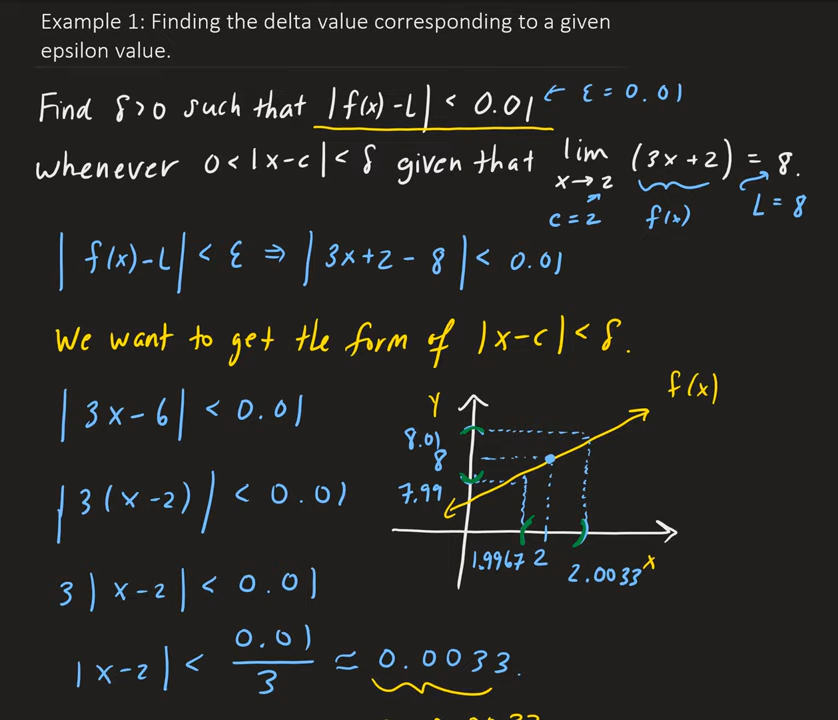 Example 1: Finding the delta value corresponding to a given
epsilon value.
Find δ>0 such that |f(x)-L| < 0.01 ← ε = 0.01
whenever 0<|x-c|<δ given that lim x→2 (3x+2) = 8.
c=2 f(x) L=8
|f(x)-L| < ε ⇒ |3x+2-8| < 0.01
We want to get the form of |x-c|<δ.
|3x-6| < 0.01
|3(x-2)| < 0.01
3|x-2| < 0.01
|x-2| < 0.01/3 ≈ 0.0033.
f(x)
Y
8.01
8
7.99
1.9967 2 2.0033 x